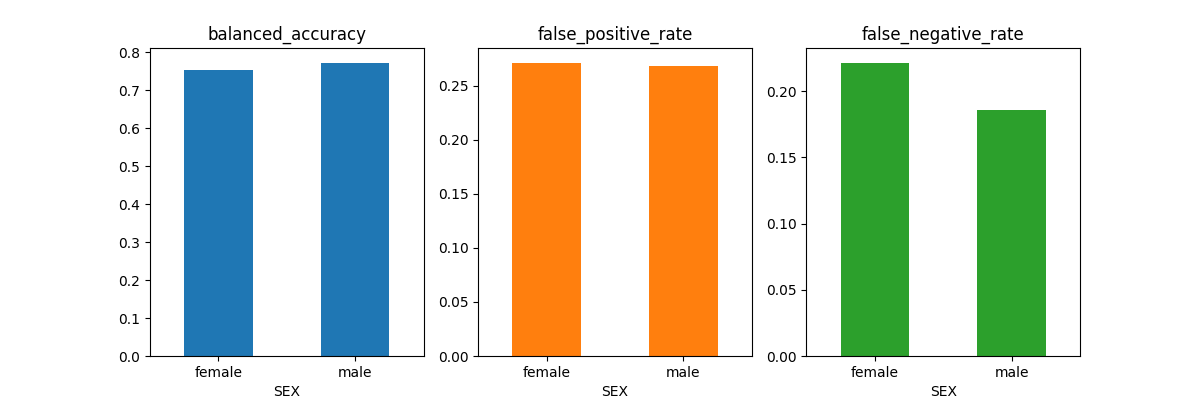 balanced_accuracy
0.8
0.7
0.6
0.5
0.4
0.3
0.2
0.1
0.0
female
male
SEX
false_positive_rate
0.25
0.20
0.15
0.10
0.05
0.00
female
male
SEX
false_negative_rate
0.20
0.15
0.10
0.05
0.00
female
male
SEX